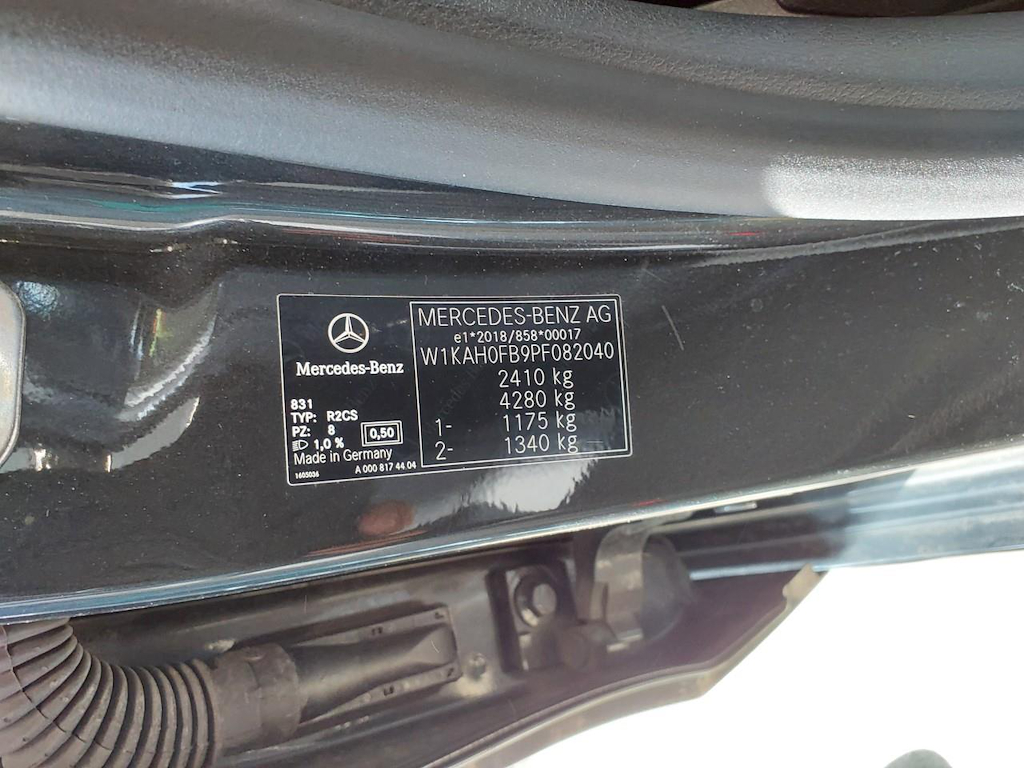 Mercedes-Benz
831
TYP: R2CS
PZ: 8
1,0 % 0,50
Made in Germany
1605036 A 000 817 44 04
MERCEDES-BENZ AG
e1*2018/858*00017
W1KAH0FB9PF082040
2410 kg
4280 kg
1- 1175 kg
2- 1340 kg